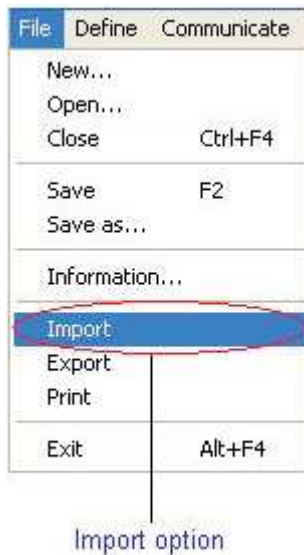 File Define Communicate
New...
Open...
Close Ctrl+F4
Save F2
Save as...
Information...
Import
Export
Print
Exit Alt+F4
Import option